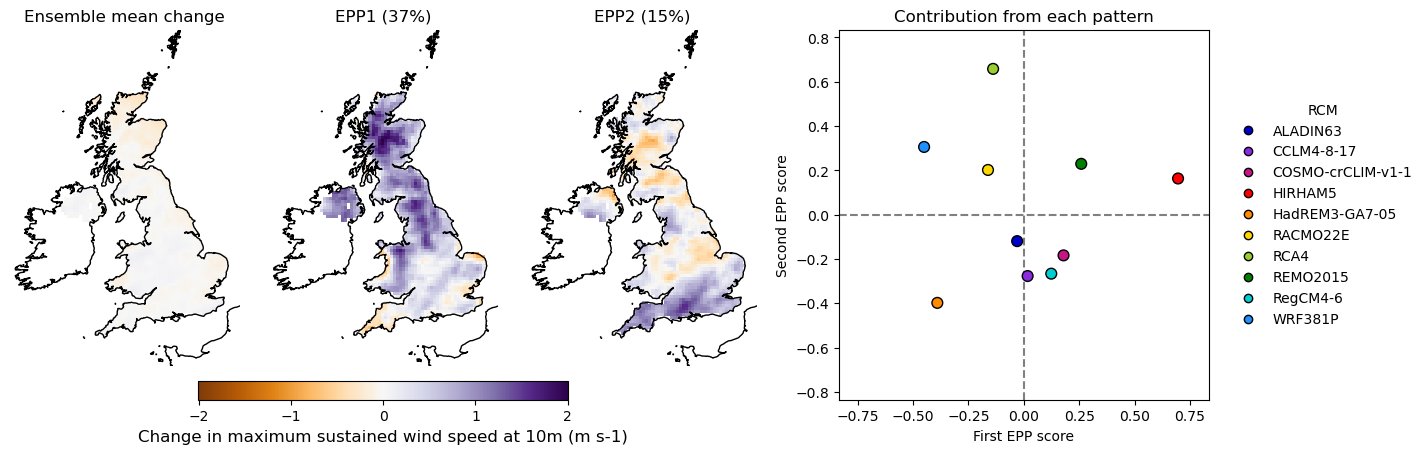 Ensemble mean change
EPP1 (37%)
EPP2 (15%)
−2 −1 0 1 2
Change in maximum sustained wind speed at 10m (m s-1)
Contribution from each pattern
Second EPP score
0.8
0.6
0.4
0.2
0.0
−0.2
−0.4
−0.6
−0.8
−0.75 −0.50 −0.25 0.00 0.25 0.50 0.75
First EPP score
RCM
ALADIN63
CCLM4-8-17
COSMO-crCLIM-v1-1
HIRHAM5
HadREM3-GA7-05
RACMO22E
RCA4
REMO2015
RegCM4-6
WRF381P